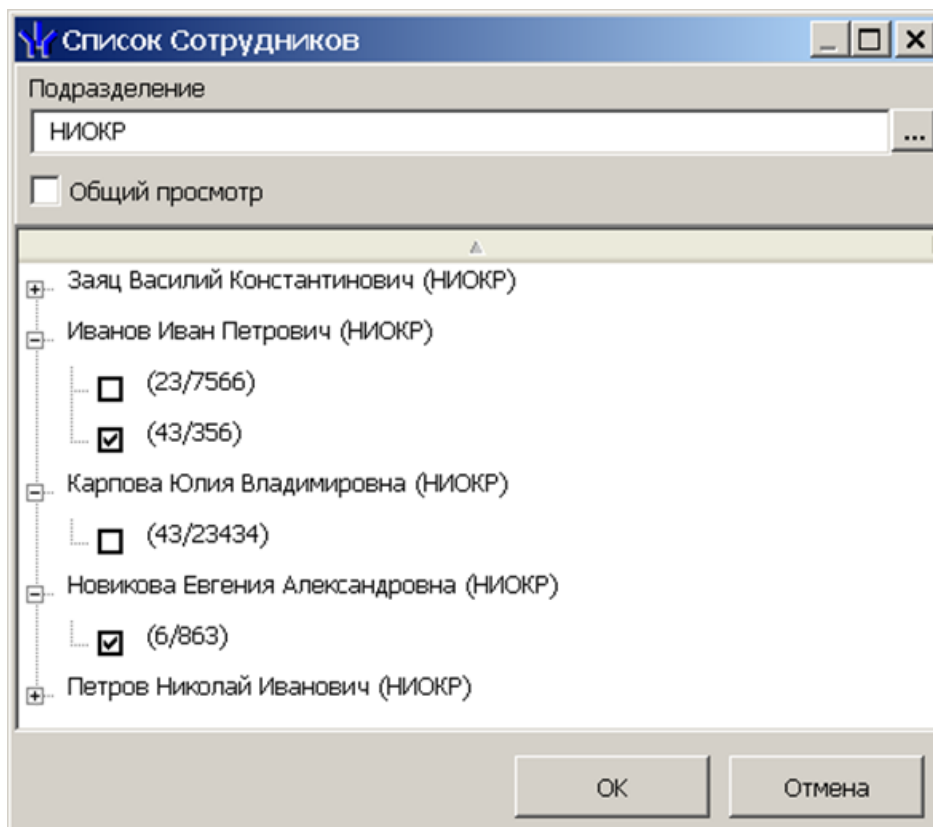 Список Сотрудников
Подразделение
НИОКР
...
Общий просмотр
Заяц Василий Константинович (НИОКР)
Иванов Иван Петрович (НИОКР)
(23/7566)
(43/356)
Карпова Юлия Владимировна (НИОКР)
(43/23434)
Новикова Евгения Александровна (НИОКР)
(6/863)
Петров Николай Иванович (НИОКР)
ОК Отмена